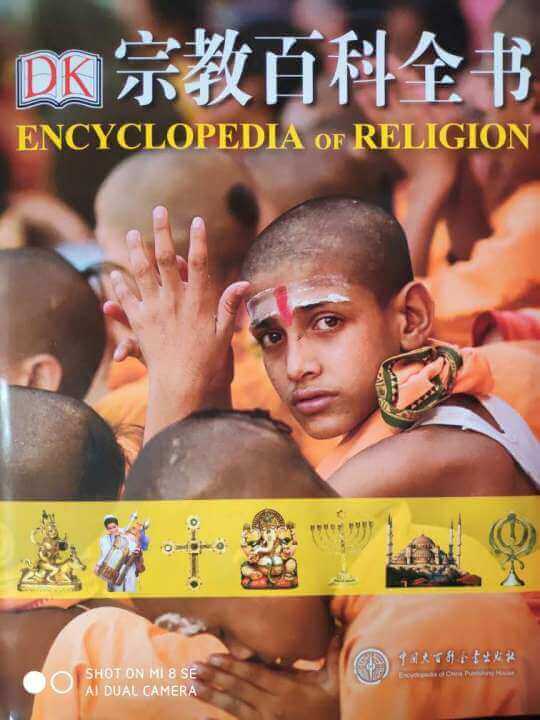 DK 宗教百科全书
ENCYCLOPEDIA OF RELIGION
中国大百科全书出版社
Encyclopedia of China Publishing House
SHOT ON MI 8 SE
AI DUAL CAMERA